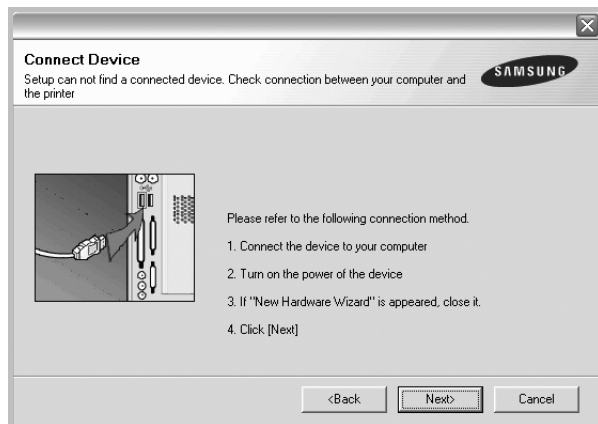 Connect Device
Setup can not find a connected device. Check connection between your computer and
the printer
SAMSUNG
Please refer to the following connection method.
1. Connect the device to your computer
2. Turn on the power of the device
3. If "New Hardware Wizard" is appeared, close it.
4. Click [Next]
<Back
Next>
Cancel